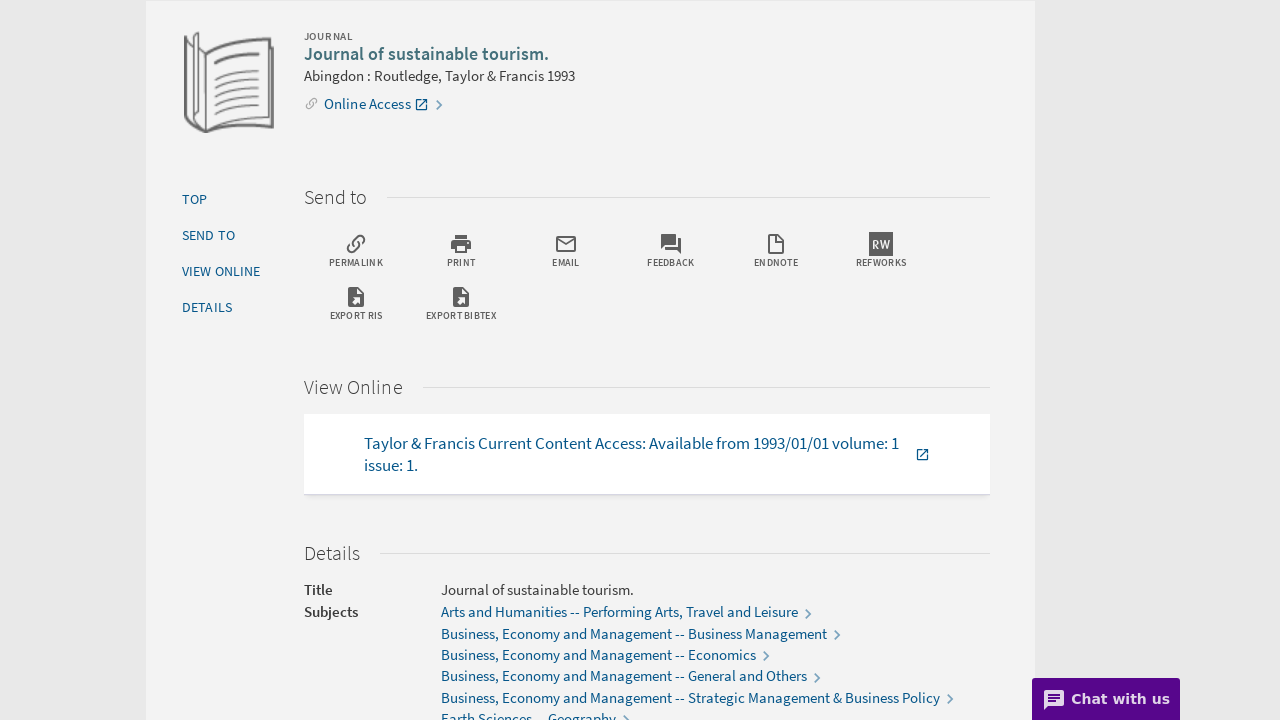 JOURNAL
Journal of sustainable tourism.
Abingdon : Routledge, Taylor & Francis 1993
Online Access
TOP
SEND TO
VIEW ONLINE
DETAILS
Send to
PERMALINK
PRINT
EMAIL
FEEDBACK
ENDNOTE
RW
REFWORKS
EXPORT RIS
EXPORT BIBTEX
View Online
Taylor & Francis Current Content Access: Available from 1993/01/01 volume: 1
issue: 1.
Details
Title Journal of sustainable tourism.
Subjects Arts and Humanities -- Performing Arts, Travel and Leisure
Business, Economy and Management -- Business Management
Business, Economy and Management -- Economics
Business, Economy and Management -- General and Others
Business, Economy and Management -- Strategic Management & Business Policy
Earth Sciences -- Geography
Chat with us